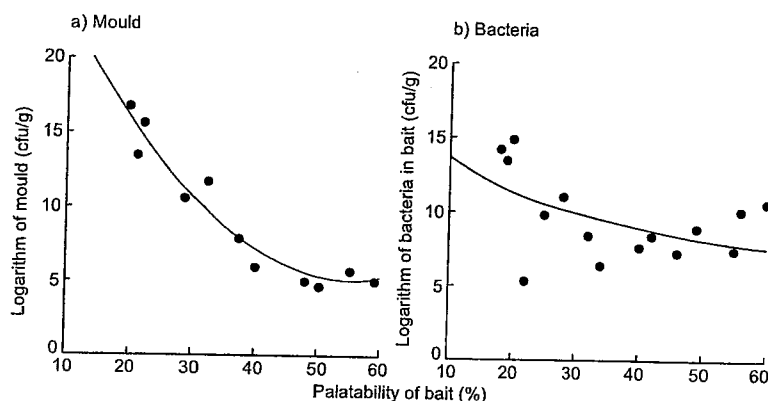 a) Mould
b) Bacteria
Logarithm of mould (cfu/g)
20
15
10
5
0
10 20 30 40 50 60
Logarithm of bacteria in bait (cfu/g)
20
15
10
5
0
10 20 30 40 50 60
Palatability of bait (%)